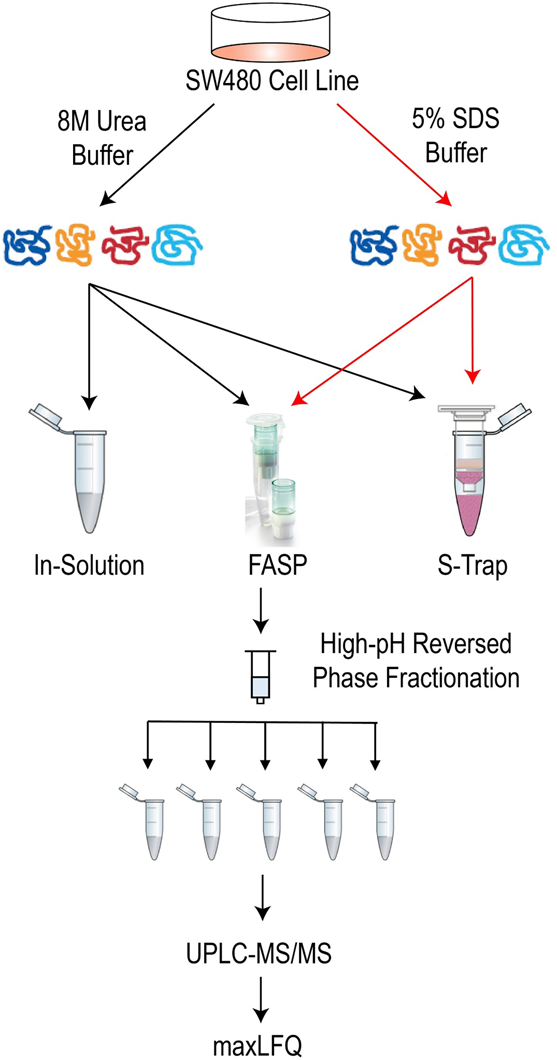 SW480 Cell Line
8M Urea
Buffer
5% SDS
Buffer
In-Solution
FASP
S-Trap
High-pH Reversed
Phase Fractionation
UPLC-MS/MS
maxLFQ